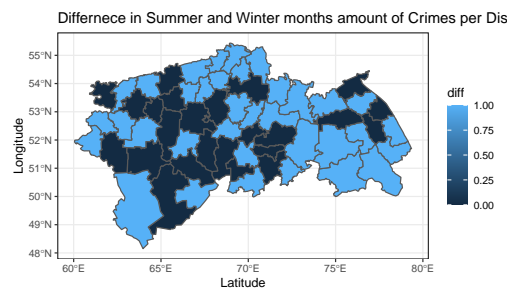 Differnece in Summer and Winter months amount of Crimes per Dis
55°N
54°N
53°N
52°N
51°N
50°N
49°N
48°N
60°E
65°E
70°E
75°E
80°E
Longitude
Latitude
diff
1.00
0.75
0.50
0.25
0.00